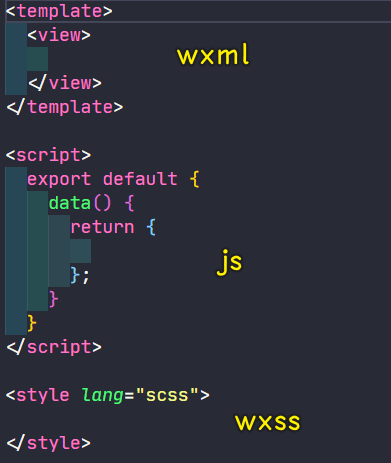 <template>
<view>
wxml
</view>
</template>
<script>
export default {
data() {
return {
js
};
}
}
</script>
<style lang="scss">
wxss
</style>